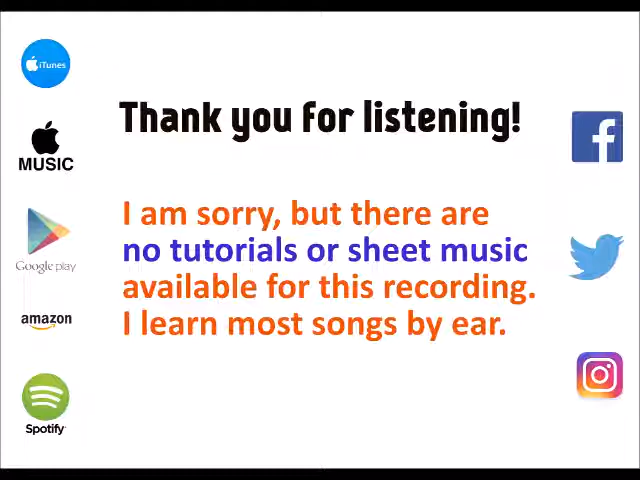 iTunes
Thank you for listening!
MUSIC
I am sorry, but there are
no tutorials or sheet music
available for this recording.
I learn most songs by ear.
Google play
amazon
Spotify